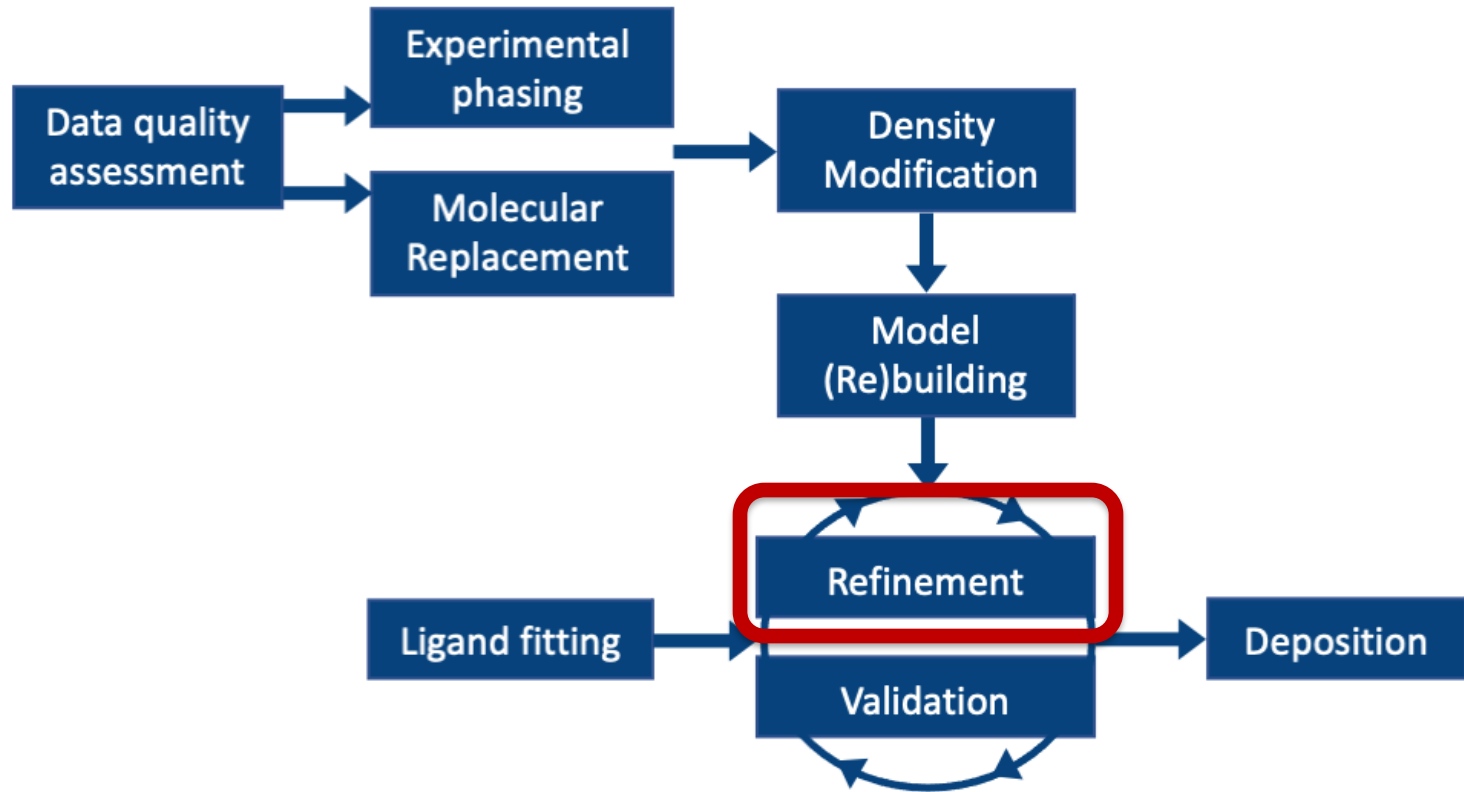 Experimental
phasing
Data quality
assessment
Molecular
Replacement
Density
Modification
Model
(Re)building
Refinement
Ligand fitting
Validation
Deposition